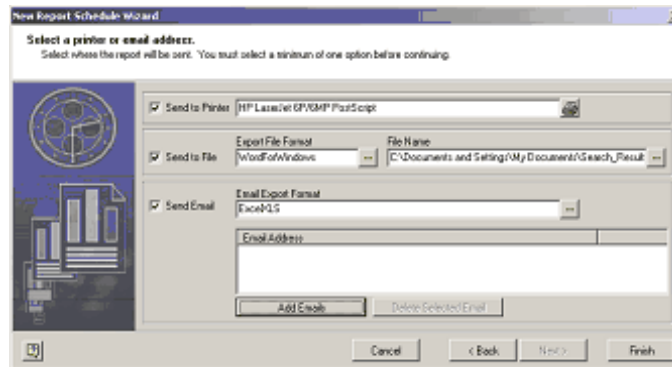 New Report Schedule Wizard
Select a printer or email address.
Select where the report will be sent. You must select a minimum of one option before continuing.
Send to Printer HP LaserJet 6P/6MP PostScript
Export File Format File Name
Send to File WordForWindows ... C:\Documents and Settings\My Documents\Search_Result ...
Email Export Format
Send Email ExcelXLS ...
Email Address
Add Emails Delete Selected Email
Cancel < Back Next > Finish